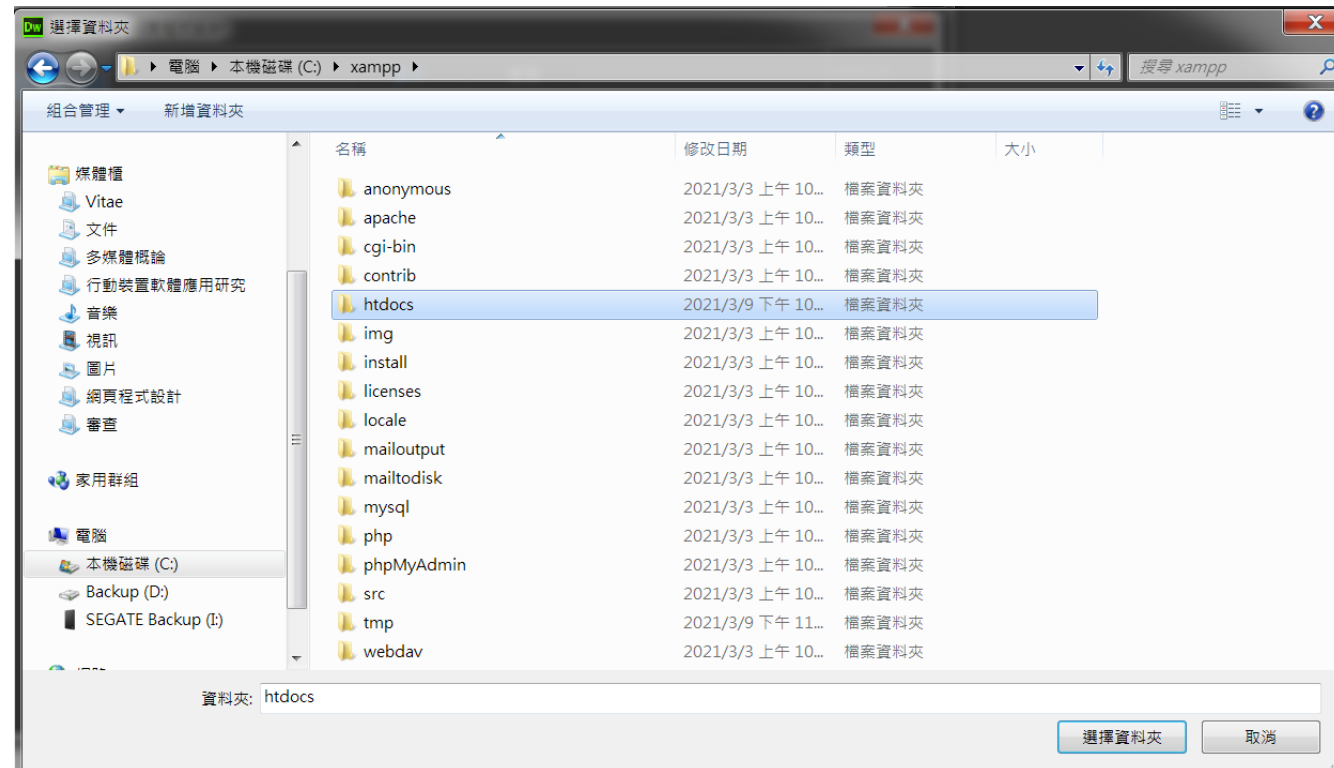 Dw 選擇資料夾
電腦 本機磁碟 (C:) xampp
搜尋 xampp
組合管理 新增資料夾
名稱 修改日期 類型 大小
媒體櫃
Vitae
文件
多媒體概論
行動裝置軟體應用研究
音樂
視訊
圖片
網頁程式設計
審查
家用群組
電腦
本機磁碟 (C:)
Backup (D:)
SEGATE Backup (I:)
anonymous 2021/3/3 上午 10... 檔案資料夾
apache 2021/3/3 上午 10... 檔案資料夾
cgi-bin 2021/3/3 上午 10... 檔案資料夾
contrib 2021/3/3 上午 10... 檔案資料夾
htdocs 2021/3/9 下午 10... 檔案資料夾
img 2021/3/3 上午 10... 檔案資料夾
install 2021/3/3 上午 10... 檔案資料夾
licenses 2021/3/3 上午 10... 檔案資料夾
locale 2021/3/3 上午 10... 檔案資料夾
mailoutput 2021/3/3 上午 10... 檔案資料夾
mailtodisk 2021/3/3 上午 10... 檔案資料夾
mysql 2021/3/3 上午 10... 檔案資料夾
php 2021/3/3 上午 10... 檔案資料夾
phpMyAdmin 2021/3/3 上午 10... 檔案資料夾
src 2021/3/3 上午 10... 檔案資料夾
tmp 2021/3/9 下午 11... 檔案資料夾
webdav 2021/3/3 上午 10... 檔案資料夾
資料夾: htdocs
選擇資料夾 取消